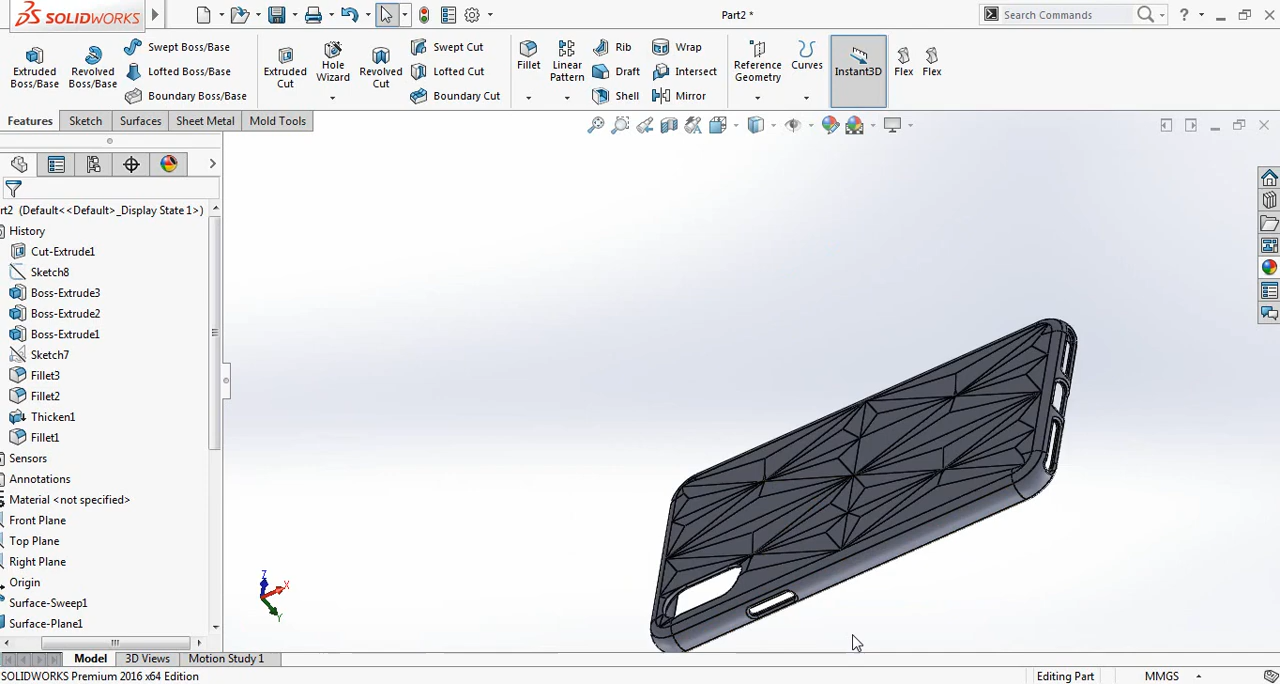 SOLIDWORKS
Part2 *
Search Commands
?
Extruded Boss/Base
Revolved Boss/Base
Swept Boss/Base
Lofted Boss/Base
Boundary Boss/Base
Extruded Cut
Hole Wizard
Revolved Cut
Swept Cut
Lofted Cut
Boundary Cut
Fillet
Linear Pattern
Rib
Draft
Shell
Wrap
Intersect
Mirror
Reference Geometry
Curves
Instant3D
Flex
Flex
Features
Sketch
Surfaces
Sheet Metal
Mold Tools
rt2 (Default<<Default>_Display State 1>)
History
Cut-Extrude1
Sketch8
Boss-Extrude3
Boss-Extrude2
Boss-Extrude1
Sketch7
Fillet3
Fillet2
Thicken1
Fillet1
Sensors
Annotations
Material <not specified>
Front Plane
Top Plane
Right Plane
Origin
Surface-Sweep1
Surface-Plane1
Z
X
Y
Model
3D Views
Motion Study 1
SOLIDWORKS Premium 2016 x64 Edition
Editing Part
MMGS